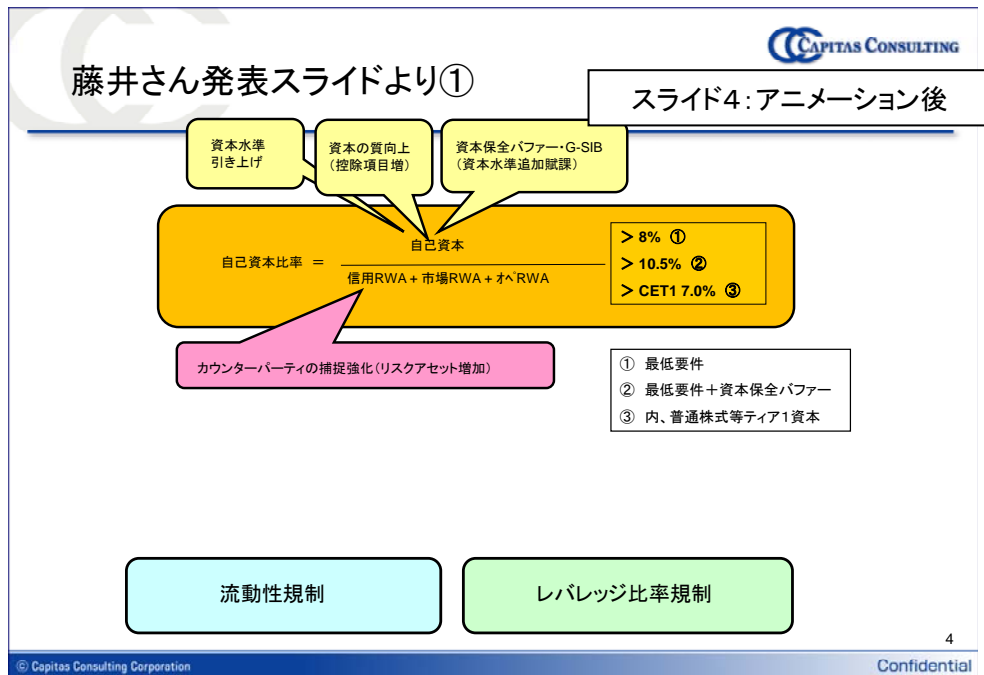 CAPITAS CONSULTING
藤井さん発表スライドより①
スライド4:アニメーション後
資本水準
引き上げ
資本の質向上
(控除項目増)
資本保全バファー・G-SIB
(資本水準追加賦課)
自己資本比率 =
自己資本
信用RWA+市場RWA+オペRWA
> 8% ①
> 10.5% ②
> CET1 7.0% ③
カウンターパーティの捕捉強化(リスクアセット増加)
① 最低要件
② 最低要件+資本保全バファー
③ 内、普通株式等ティア1資本
流動性規制
レバレッジ比率規制
4
© Capitas Consulting Corporation
Confidential